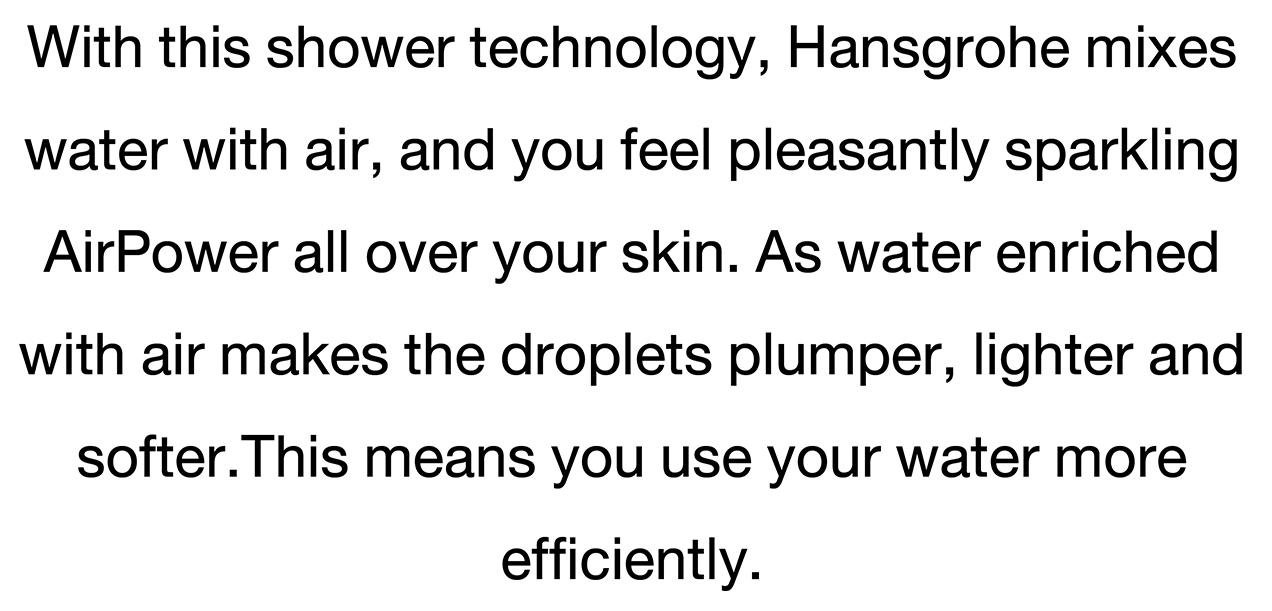 With this shower technology, Hansgrohe mixes
water with air, and you feel pleasantly sparkling
AirPower all over your skin. As water enriched
with air makes the droplets plumper, lighter and
softer.This means you use your water more
efficiently.